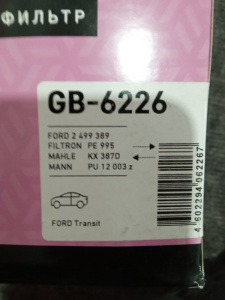 ФИЛЬТР
GB-6226
FORD 2 499 389
FILTRON PE 995
MAHLE KX 387D
MANN PU 12 003 z
FORD Transit
4 602294 062267